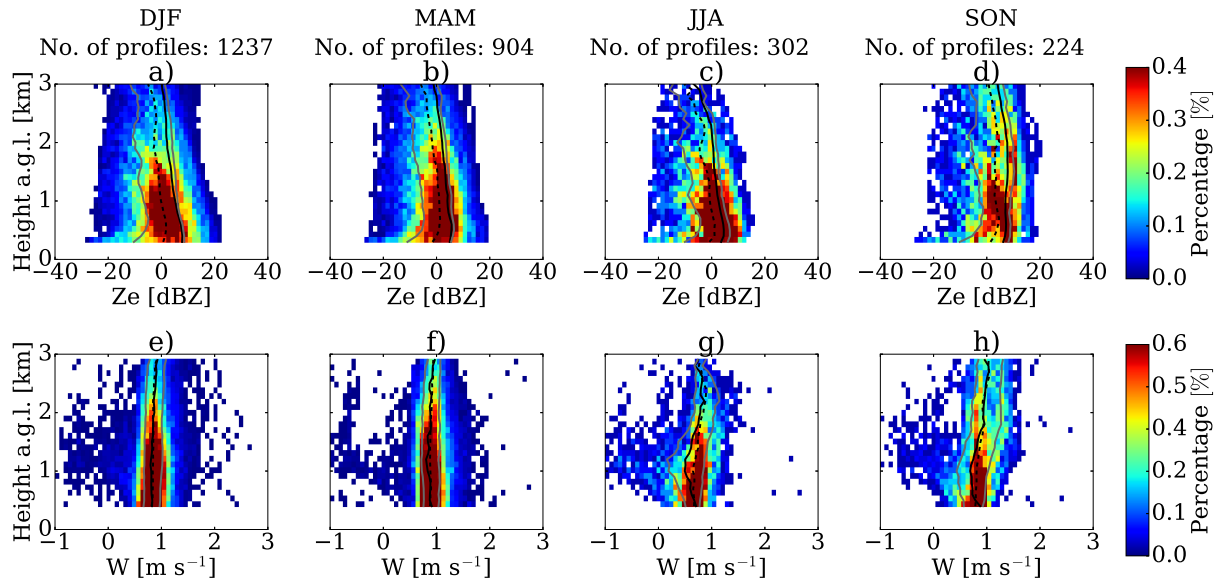 DJF
MAM
JJA
SON
No. of profiles: 1237
No. of profiles: 904
No. of profiles: 302
No. of profiles: 224
a)
b)
c)
d)
Height a.g.l. [km]
3
2
1
0
−40 −20 0 20 40
−40 −20 0 20 40
−40 −20 0 20 40
−40 −20 0 20 40
Ze [dBZ]
Ze [dBZ]
Ze [dBZ]
Ze [dBZ]
0.4
0.3
0.2
0.1
0.0
Percentage [%]
e)
f)
g)
h)
Height a.g.l. [km]
3
2
1
0
−1 0 1 2 3
−1 0 1 2 3
−1 0 1 2 3
−1 0 1 2 3
W [m s⁻¹]
W [m s⁻¹]
W [m s⁻¹]
W [m s⁻¹]
0.6
0.5
0.4
0.2
0.1
0.0
Percentage [%]